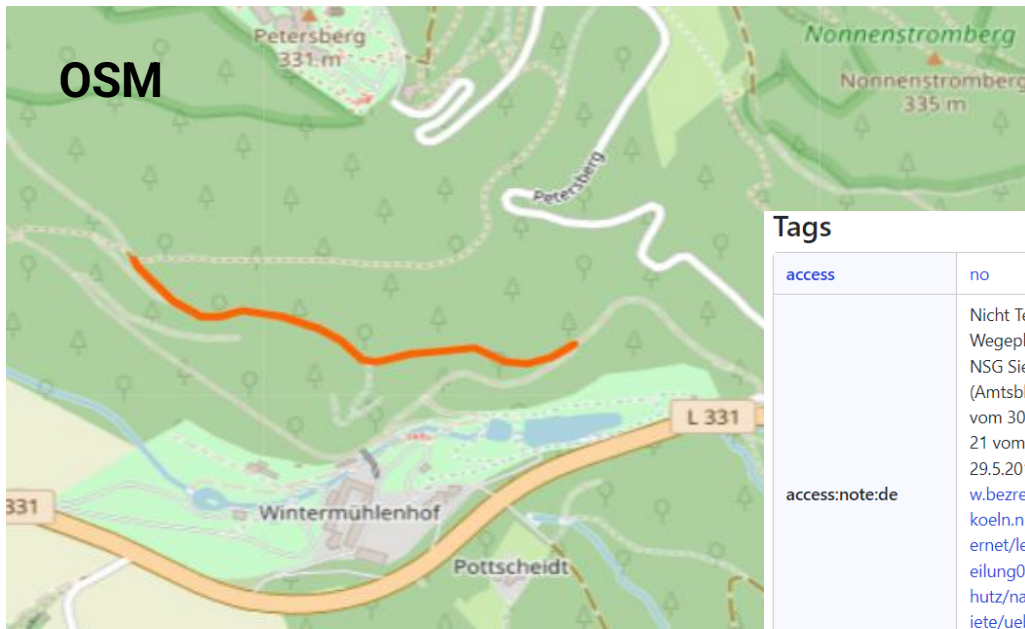 OSM
Petersberg
331 m
Nonnenstromberg
Nonnenstromberg
335 m
Petersberg
Tags
access no
Nicht Te
Wegepl
NSG Sie
(Amtsbl
vom 30
21 vom
29.5.201
access:note:de w.bezre
koeln.n
ernet/le
eilung0
hutz/na
iete/uel
L 331
331
Wintermühlenhof
Pottscheidt